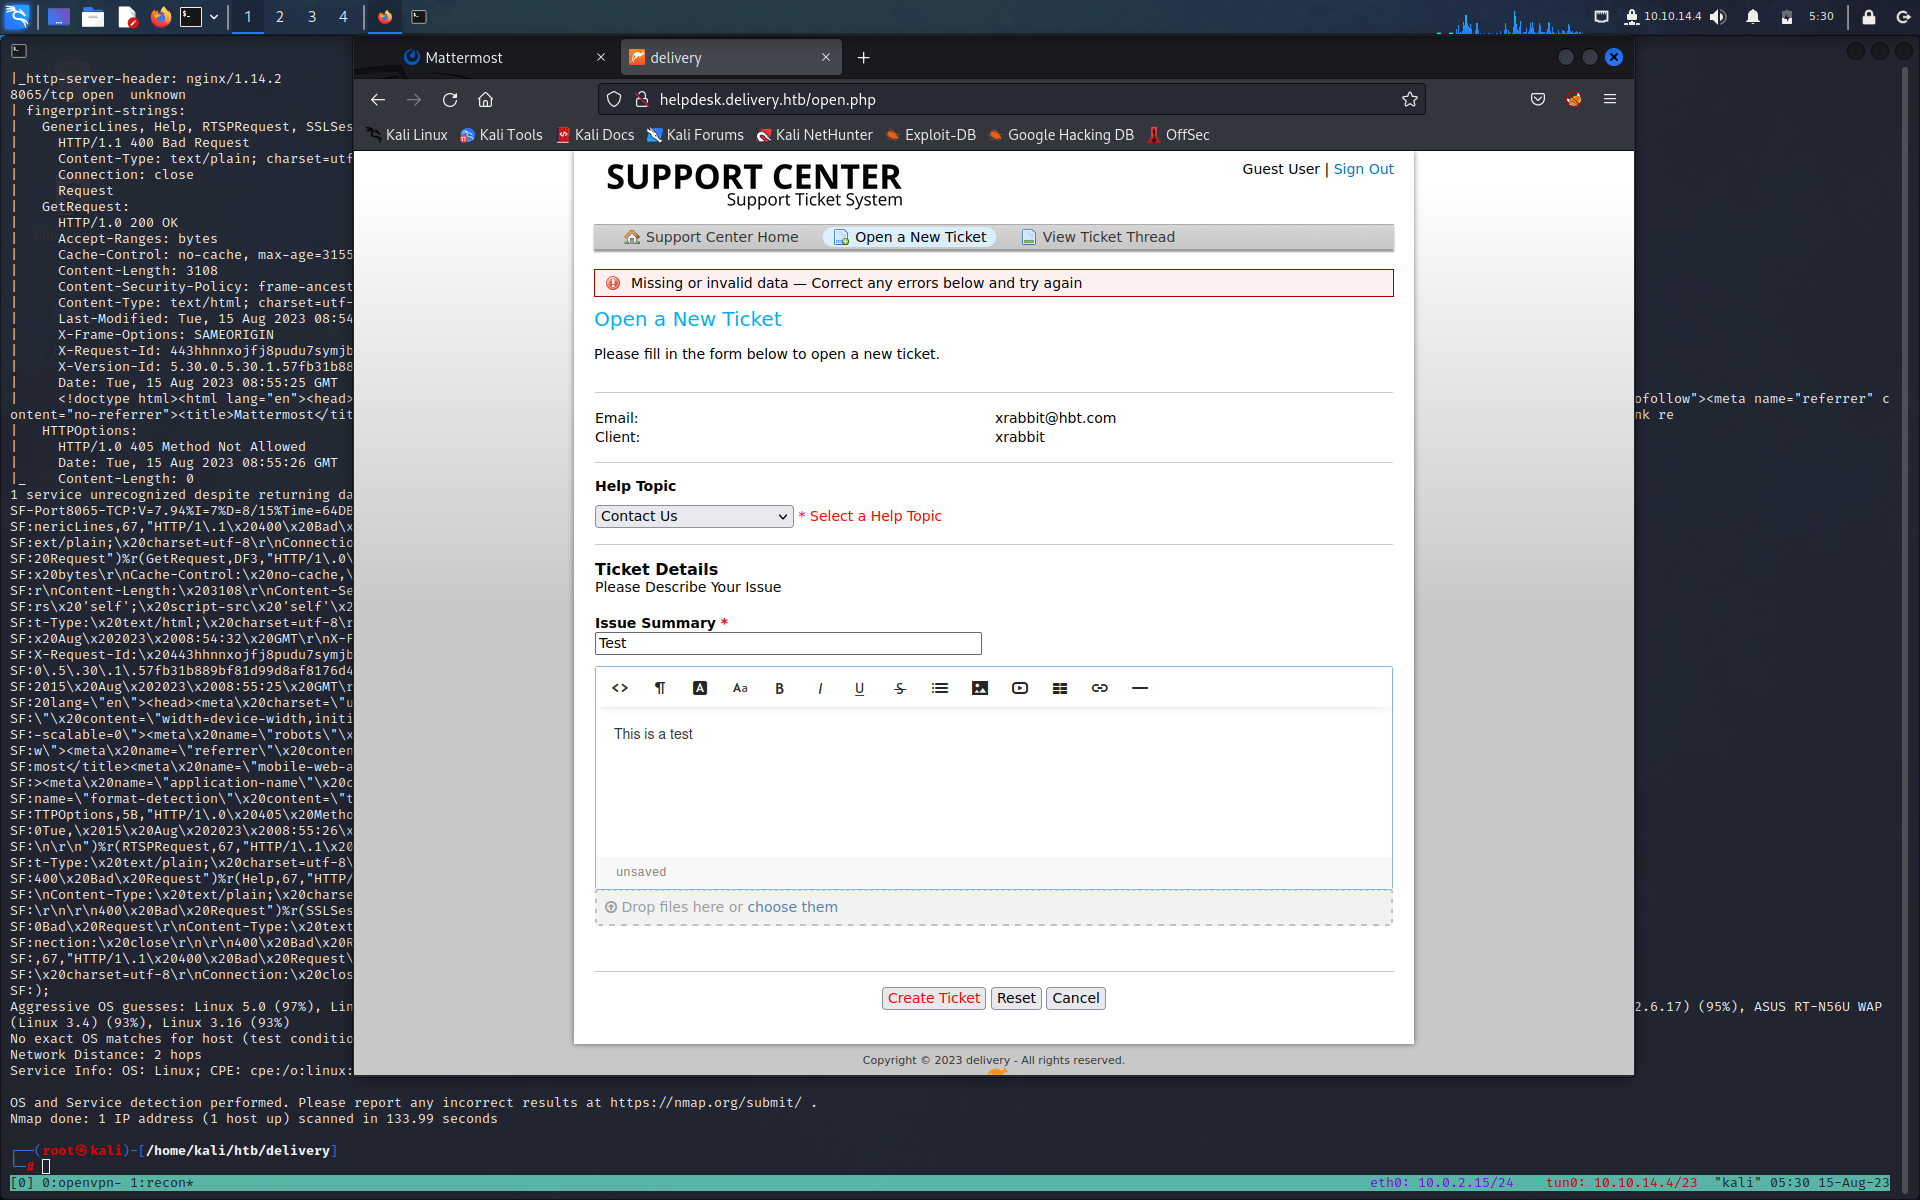 1
2
3
4
10.10.14.4
5:30
Mattermost
delivery
helpdesk.delivery.htb/open.php
Kali Linux
Kali Tools
Kali Docs
Kali Forums
Kali NetHunter
Exploit-DB
Google Hacking DB
OffSec
SUPPORT CENTER
Support Ticket System
Guest User | Sign Out
Support Center Home
Open a New Ticket
View Ticket Thread
Missing or invalid data — Correct any errors below and try again
Open a New Ticket
Please fill in the form below to open a new ticket.
Email: xrabbit@hbt.com
Client: xrabbit
Help Topic
Contact Us * Select a Help Topic
Ticket Details
Please Describe Your Issue
Issue Summary *
Test
<> ¶ A Aa B I U S
This is a test
unsaved
Drop files here or choose them
Create Ticket
Reset
Cancel
Copyright © 2023 delivery - All rights reserved.
|_http-server-header: nginx/1.14.2
8065/tcp open  unknown
| fingerprint-strings:
|   GenericLines, Help, RTSPRequest, SSLSes
|     HTTP/1.1 400 Bad Request
|     Content-Type: text/plain; charset=utf
|     Connection: close
|     Request
|   GetRequest:
|     HTTP/1.0 200 OK
|     Accept-Ranges: bytes
|     Cache-Control: no-cache, max-age=3155
|     Content-Length: 3108
|     Content-Security-Policy: frame-ancest
|     Content-Type: text/html; charset=utf-
|     Last-Modified: Tue, 15 Aug 2023 08:54
|     X-Frame-Options: SAMEORIGIN
|     X-Request-Id: 443hhnnxojfj8pudu7symjb
|     X-Version-Id: 5.30.0.5.30.1.57fb31b88
|     Date: Tue, 15 Aug 2023 08:55:25 GMT
|     <!doctype html><html lang="en"><head> ofollow"><meta name="referrer" c
ontent="no-referrer"><title>Mattermost</tit nk re
|   HTTPOptions:
|     HTTP/1.0 405 Method Not Allowed
|     Date: Tue, 15 Aug 2023 08:55:26 GMT
|_    Content-Length: 0
1 service unrecognized despite returning da
SF-Port8065-TCP:V=7.94%I=7%D=8/15%Time=64DB
SF:nericLines,67,"HTTP/1\.1\x20400\x20Bad\x
SF:ext/plain;\x20charset=utf-8\r\nConnectio
SF:20Request")%r(GetRequest,DF3,"HTTP/1\.0\
SF:x20bytes\r\nCache-Control:\x20no-cache,\
SF:r\nContent-Length:\x203108\r\nContent-Se
SF:rs\x20'self';\x20script-src\x20'self'\x2
SF:t-Type:\x20text/html;\x20charset=utf-8\r
SF:x20Aug\x202023\x2008:54:32\x20GMT\r\nX-F
SF:X-Request-Id:\x20443hhnnxojfj8pudu7symjb
SF:0\.5\.30\.1\.57fb31b889bf81d99d8af8176d4
SF:2015\x20Aug\x202023\x2008:55:25\x20GMT\r
SF:20lang=\"en\"><head><meta\x20charset=\"u
SF:\"\x20content=\"width=device-width,initi
SF:-scalable=0\"><meta\x20name=\"robots\"\x
SF:w\"><meta\x20name=\"referrer\"\x20conten
SF:most</title><meta\x20name=\"mobile-web-a
SF:><meta\x20name=\"application-name\"\x20c
SF:name=\"format-detection\"\x20content=\"t
SF:TTPOptions,5B,"HTTP/1\.0\x20405\x20Metho
SF:0Tue,\x2015\x20Aug\x202023\x2008:55:26\x
SF:\n\r\n")%r(RTSPRequest,67,"HTTP/1\.1\x20
SF:t-Type:\x20text/plain;\x20charset=utf-8\
SF:400\x20Bad\x20Request")%r(Help,67,"HTTP/
SF:\nContent-Type:\x20text/plain;\x20charse
SF:\r\n\r\n400\x20Bad\x20Request")%r(SSLSes
SF:0Bad\x20Request\r\nContent-Type:\x20text
SF:nection:\x20close\r\n\r\n400\x20Bad\x20R
SF:,67,"HTTP/1\.1\x20400\x20Bad\x20Request\
SF:\x20charset=utf-8\r\nConnection:\x20clos
SF:);
Aggressive OS guesses: Linux 5.0 (97%), Lin 2.6.17) (95%), ASUS RT-N56U WAP
(Linux 3.4) (93%), Linux 3.16 (93%)
No exact OS matches for host (test conditio
Network Distance: 2 hops
Service Info: OS: Linux; CPE: cpe:/o:linux:
OS and Service detection performed. Please report any incorrect results at https://nmap.org/submit/ .
Nmap done: 1 IP address (1 host up) scanned in 133.99 seconds
┌──(root㉿kali)-[/home/kali/htb/delivery]
└─#
[0] 0:openvpn- 1:recon*
eth0: 10.0.2.15/24 tun0: 10.10.14.4/23 "kali" 05:30 15-Aug-23